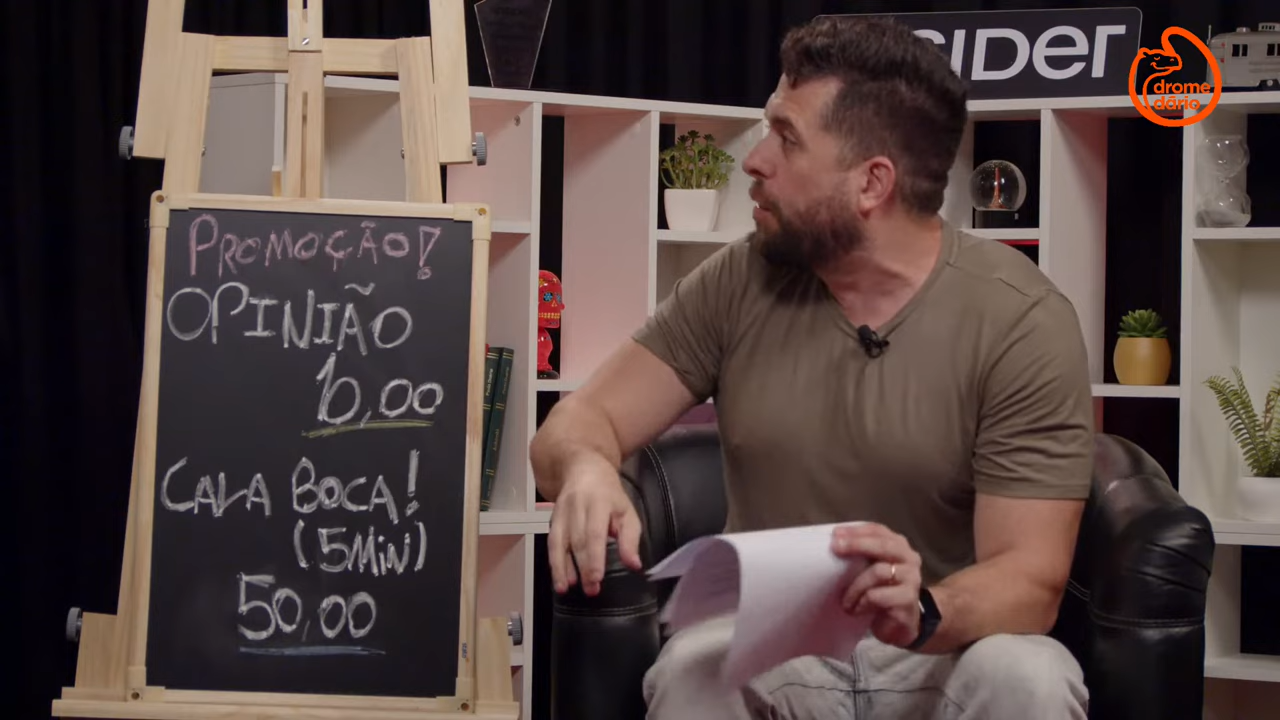 PROMOÇÃO!
OPINIÃO
10,00
CALA BOCA!
(5MiN)
50,00
SIDER
drome
dário